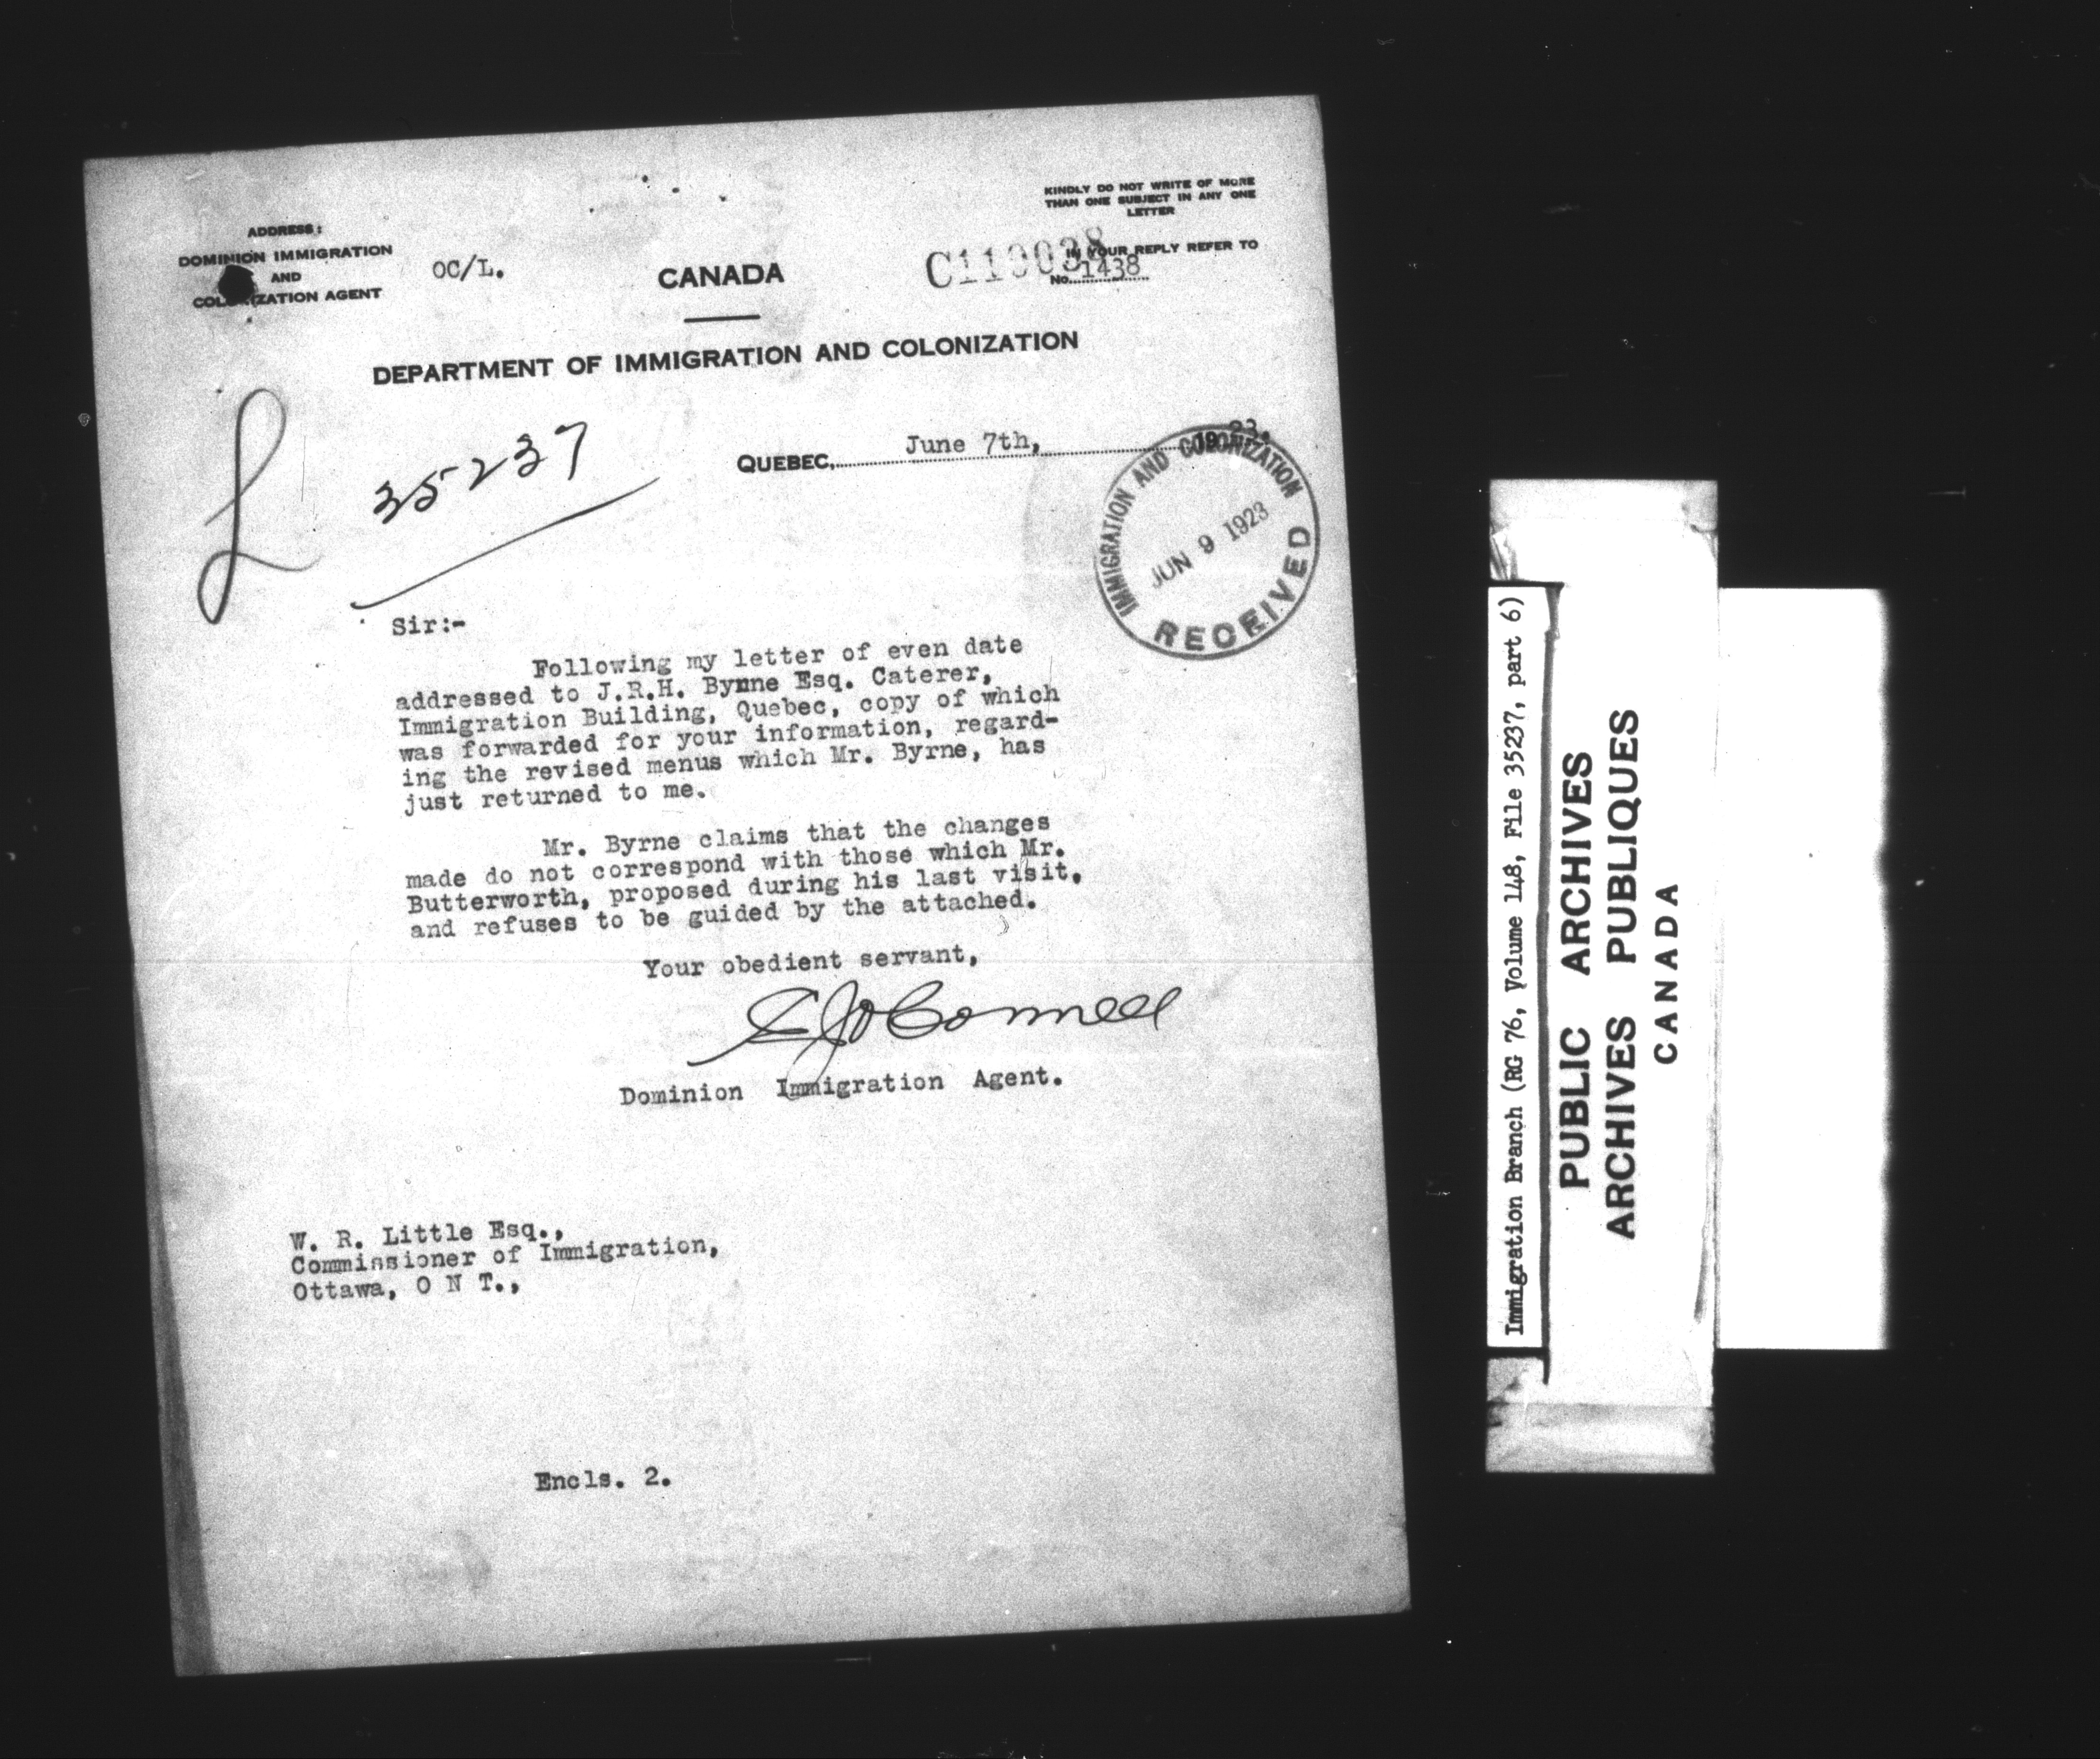 ADDRESS:
DOMINION IMMIGRATION
AND
COLONIZATION AGENT
OC/L.
CANADA
KINDLY DO NOT WRITE OF MORE
THAN ONE SUBJECT IN ANY ONE
LETTER
C119038
IN YOUR REPLY REFER TO
No. 1438
DEPARTMENT OF IMMIGRATION AND COLONIZATION
35237
QUEBEC, June 7th, 1923.
IMMIGRATION AND COLONIZATION
JUN 9 1923
RECEIVED
Sir:-
Following my letter of even date
addressed to J.R.H. Byrne Esq. Caterer,
Immigration Building, Quebec, copy of which
was forwarded for your information, regard-
ing the revised menus which Mr. Byrne, has
just returned to me.
Mr. Byrne claims that the changes
made do not correspond with those which Mr.
Butterworth, proposed during his last visit,
and refuses to be guided by the attached.
Your obedient servant,
Dominion Immigration Agent.
W. R. Little Esq.,
Commissioner of Immigration,
Ottawa, O N T.,
Encls. 2.
Immigration Branch (RG 76, Volume 148, File 35237, part 6)
PUBLIC ARCHIVES
ARCHIVES PUBLIQUES
CANADA